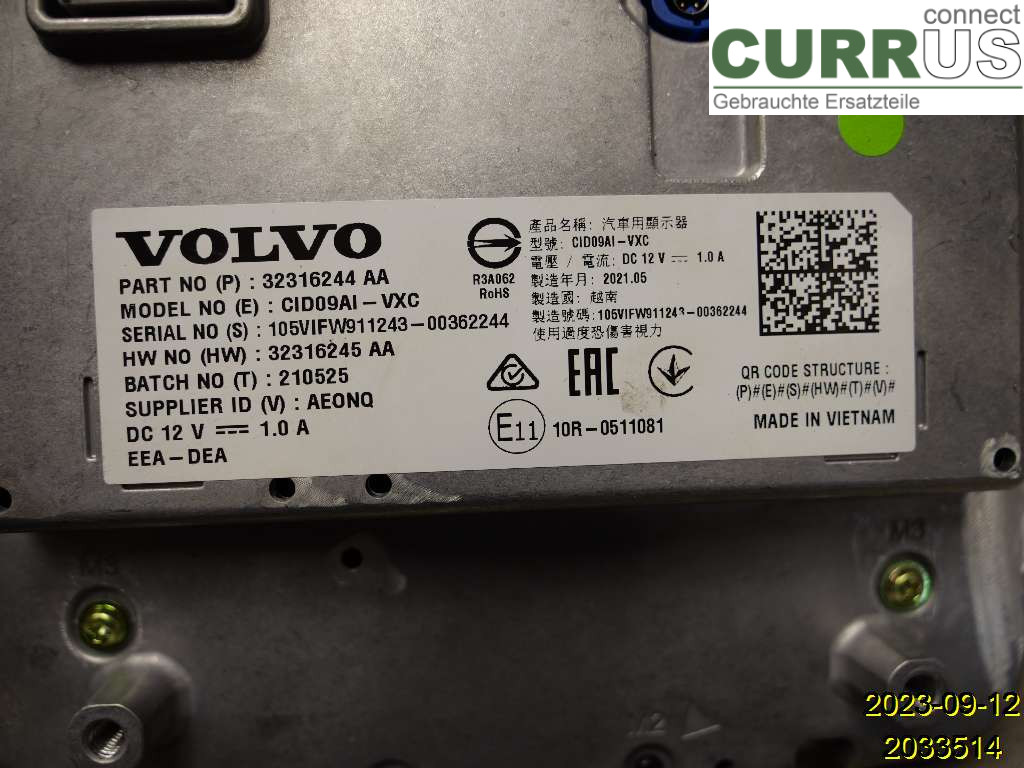 connect
CURRUS
Gebrauchte Ersatzteile
VOLVO
PART NO (P) : 32316244 AA
MODEL NO (E) : CID09AI-VXC
SERIAL NO (S) : 105VIFW911243-00362244
HW NO (HW) : 32316245 AA
BATCH NO (T) : 210525
SUPPLIER ID (V) : AEONQ
DC 12 V 1.0 A
EEA-DEA
R3A062
RoHS
產品名稱: 汽車用顯示器
型號: CID09AI-VXC
電壓 / 電流: DC 12 V 1.0 A
製造年月: 2021.05
製造國: 越南
製造號碼:105VIFW911243-00362244
使用過度恐傷害視力
EAC
E11 10R-0511081
QR CODE STRUCTURE :
(P)#(E)#(S)#(HW)#(T)#(V)#
MADE IN VIETNAM
M3
M3
2023-09-12
2033514